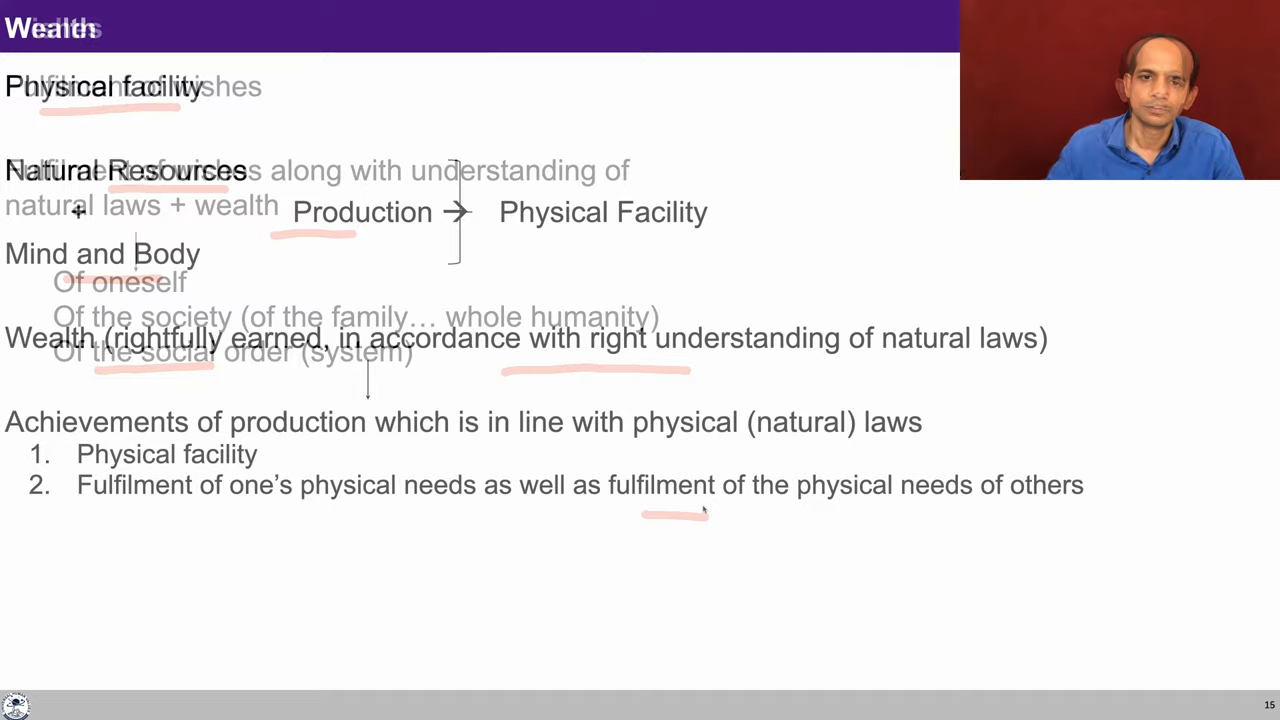 Wealth
Wishes
Physical facility
Fulfilment of wishes
Natural Resources
Fulfilment of wishes along with understanding of
natural laws + wealth
+
Production → Physical Facility
Mind and Body
Of oneself
Of the society (of the family… whole humanity)
Wealth (rightfully earned, in accordance with right understanding of natural laws)
Of the social order (system)
Achievements of production which is in line with physical (natural) laws
1. Physical facility
2. Fulfilment of one's physical needs as well as fulfilment of the physical needs of others
15